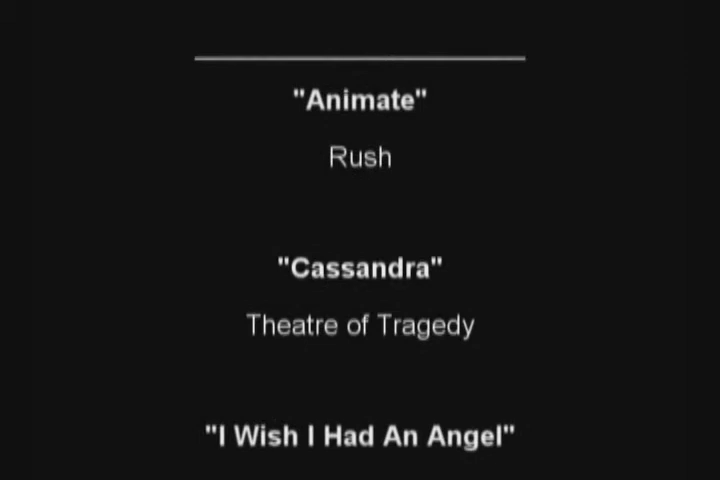 "Animate"
Rush
"Cassandra"
Theatre of Tragedy
"I Wish I Had An Angel"